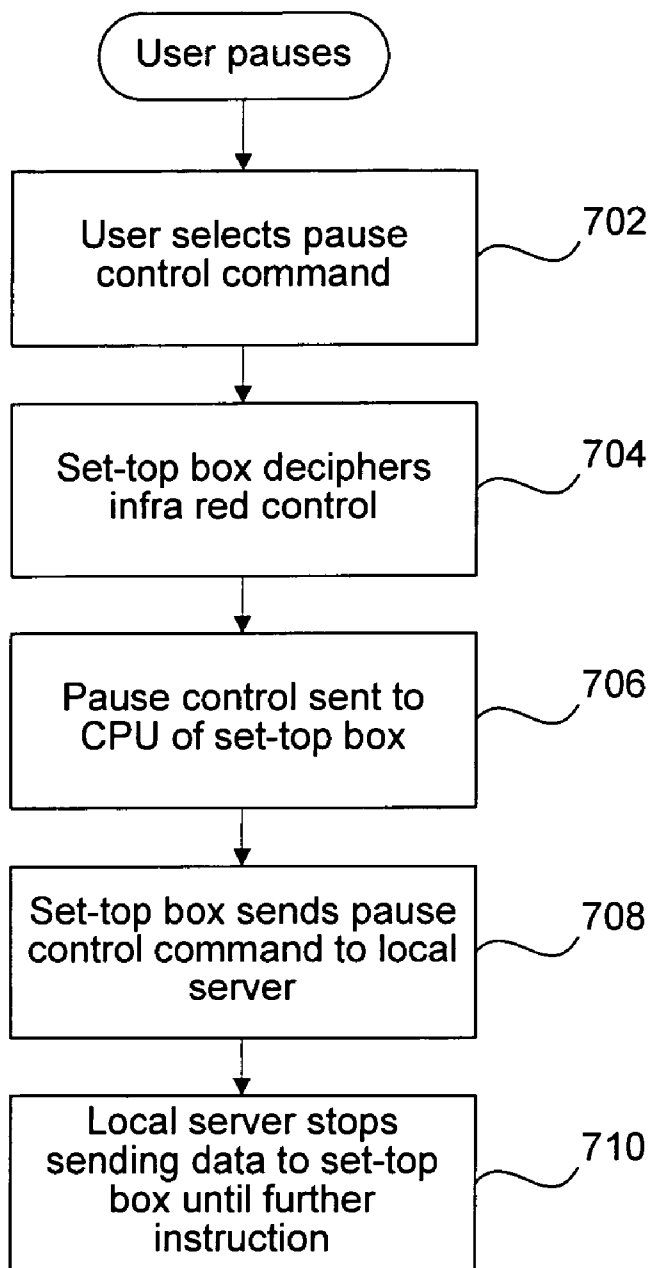 User pauses
User selects pause
control command
702
Set-top box deciphers
infra red control
704
Pause control sent to
CPU of set-top box
706
Set-top box sends pause
control command to local
server
708
Local server stops
sending data to set-top
box until further
instruction
710